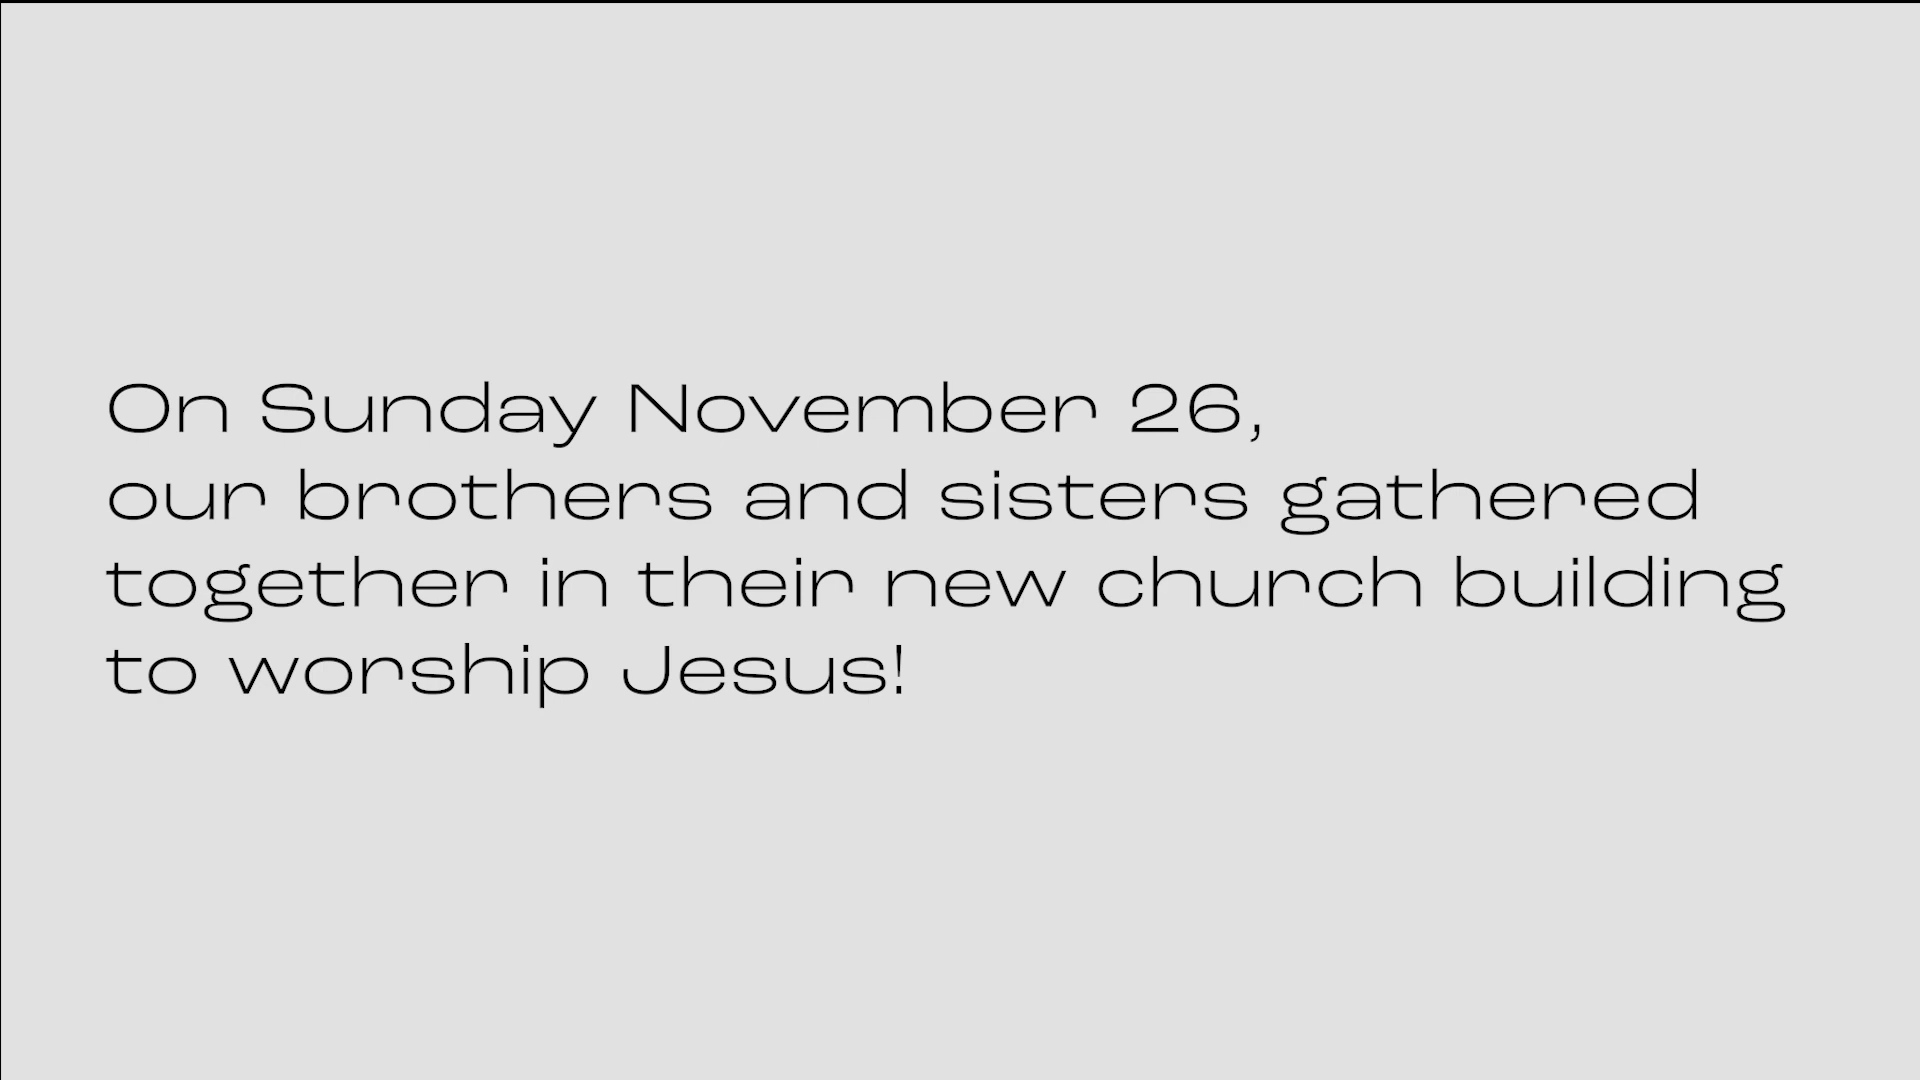 On Sunday November 26,
our brothers and sisters gathered
together in their new church building
to worship Jesus!